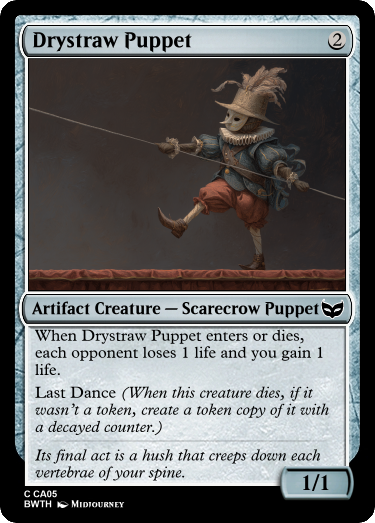 Drystraw Puppet 2
Artifact Creature — Scarecrow Puppet
When Drystraw Puppet enters or dies,
each opponent loses 1 life and you gain 1
life.
Last Dance (When this creature dies, if it
wasn't a token, create a token copy of it with
a decayed counter.)
Its final act is a hush that creeps down each
vertebrae of your spine.
1/1
C CA05
BWTH Midjourney